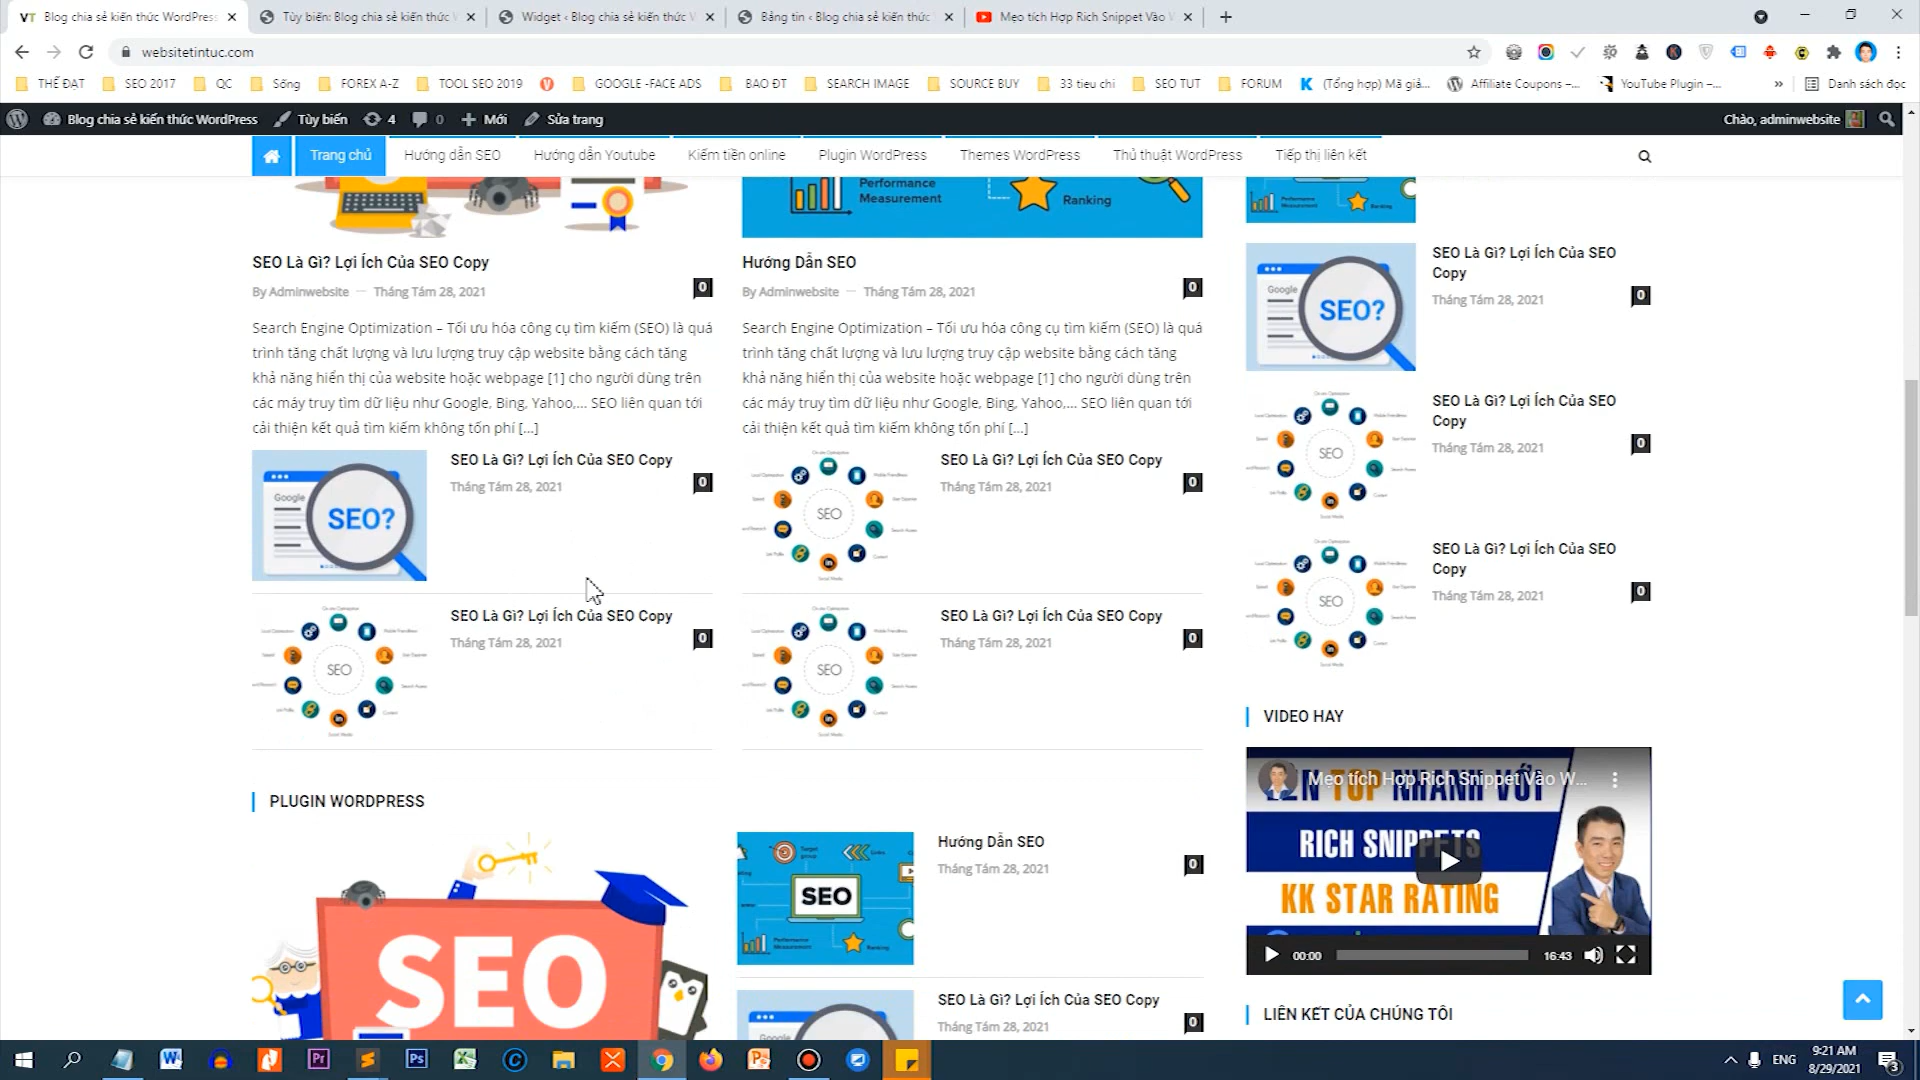 Blog chia sẻ kiến thức WordPress
Tùy biến: Blog chia sẻ kiến thức
Widget ‹ Blog chia sẻ kiến thức
Bảng tin ‹ Blog chia sẻ kiến thức
Mẹo tích Hợp Rich Snippet Vào
websitetintuc.com
THẾ ĐẠT
SEO 2017
QC
Sống
FOREX A-Z
TOOL SEO 2019
GOOGLE -FACE ADS
BAO ĐT
SEARCH IMAGE
SOURCE BUY
33 tieu chi
SEO TUT
FORUM
(Tổng hợp) Mã giả...
Affiliate Coupons –...
YouTube Plugin –...
»
Danh sách đọc
Blog chia sẻ kiến thức WordPress
Tùy biến
4
0
Mới
Sửa trang
Chào, adminwebsite
Trang chủ
Hướng dẫn SEO
Hướng dẫn Youtube
Kiếm tiền online
Plugin WordPress
Themes WordPress
Thủ thuật WordPress
Tiếp thị liên kết
Performance
Measurement
Ranking
SEO Là Gì? Lợi Ích Của SEO Copy
By Adminwebsite — Tháng Tám 28, 2021
0
Search Engine Optimization – Tối ưu hóa công cụ tìm kiếm (SEO) là quá
trình tăng chất lượng và lưu lượng truy cập website bằng cách tăng
khả năng hiển thị của website hoặc webpage [1] cho người dùng trên
các máy truy tìm dữ liệu như Google, Bing, Yahoo,... SEO liên quan tới
cải thiện kết quả tìm kiếm không tốn phí [...]
Google
SEO?
SEO Là Gì? Lợi Ích Của SEO Copy
Tháng Tám 28, 2021
0
SEO
SEO Là Gì? Lợi Ích Của SEO Copy
Tháng Tám 28, 2021
0
Hướng Dẫn SEO
By Adminwebsite — Tháng Tám 28, 2021
0
Search Engine Optimization – Tối ưu hóa công cụ tìm kiếm (SEO) là quá
trình tăng chất lượng và lưu lượng truy cập website bằng cách tăng
khả năng hiển thị của website hoặc webpage [1] cho người dùng trên
các máy truy tìm dữ liệu như Google, Bing, Yahoo,... SEO liên quan tới
cải thiện kết quả tìm kiếm không tốn phí [...]
SEO
SEO Là Gì? Lợi Ích Của SEO Copy
Tháng Tám 28, 2021
0
SEO
SEO Là Gì? Lợi Ích Của SEO Copy
Tháng Tám 28, 2021
0
PLUGIN WORDPRESS
SEO
Target
group
SEO
Performance
Measurement
Hướng Dẫn SEO
Tháng Tám 28, 2021
0
SEO Là Gì? Lợi Ích Của SEO Copy
Tháng Tám 28, 2021
0
Google
SEO?
SEO Là Gì? Lợi Ích Của SEO
Copy
Tháng Tám 28, 2021
0
SEO
SEO Là Gì? Lợi Ích Của SEO
Copy
Tháng Tám 28, 2021
0
SEO
SEO Là Gì? Lợi Ích Của SEO
Copy
Tháng Tám 28, 2021
0
VIDEO HAY
Mẹo tích Hợp Rich Snippet Vào W...
LÊN TOP NHANH VỚI
RICH SNIPPETS
KK STAR RATING
00:00
16:43
LIÊN KẾT CỦA CHÚNG TÔI
ENG
9:21 AM
8/29/2021
3